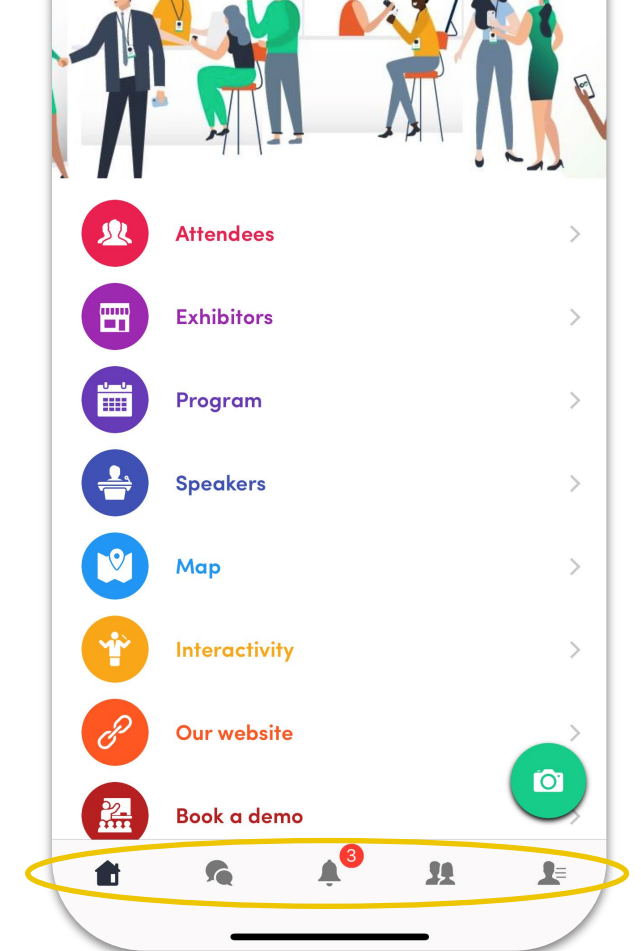 Attendees
Exhibitors
Program
Speakers
Map
Interactivity
Our website
Book a demo
3